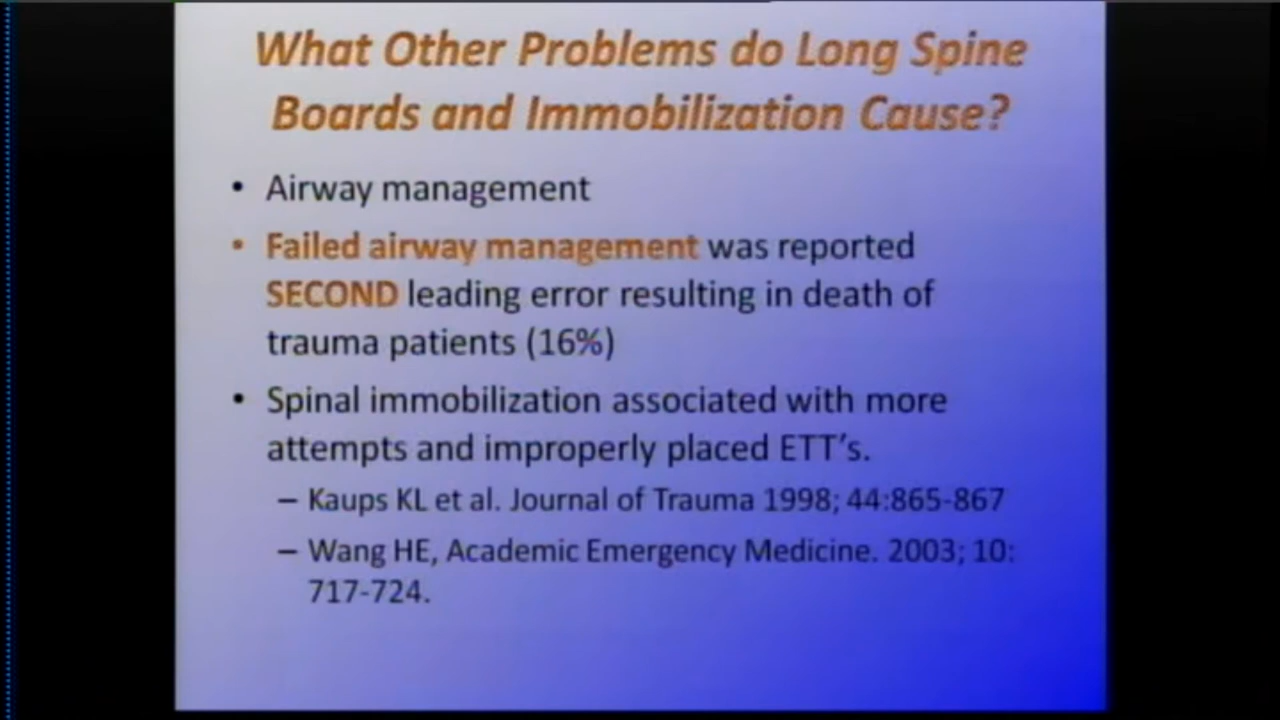 What Other Problems do Long Spine
Boards and Immobilization Cause?
• Airway management
• Failed airway management was reported
SECOND leading error resulting in death of
trauma patients (16%)
• Spinal immobilization associated with more
attempts and improperly placed ETT’s.
– Kaups KL et al. Journal of Trauma 1998; 44:865-867
– Wang HE, Academic Emergency Medicine. 2003; 10:
717-724.